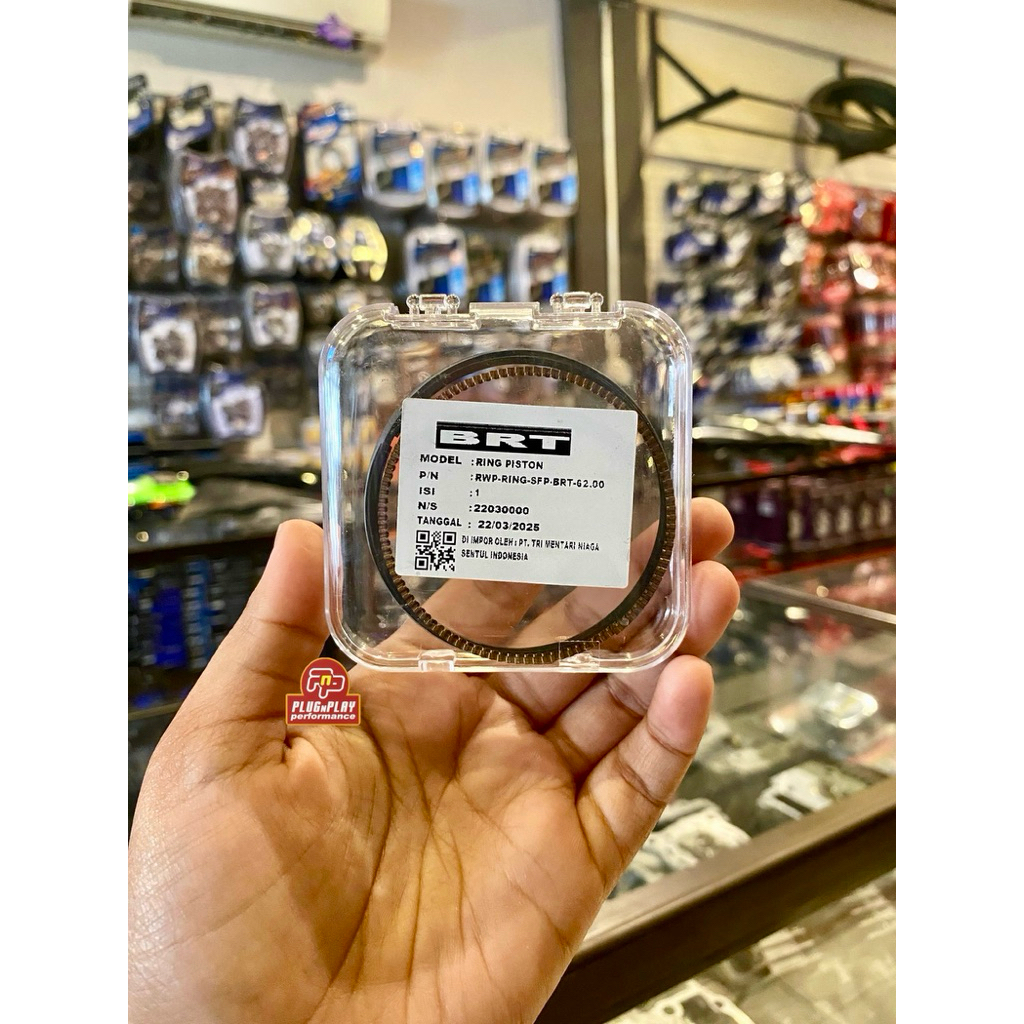 BRT
MODEL : RING PISTON
P/N : RWP-RING-SFP-BRT-62.00
ISI : 1
N/S : 22030000
TANGGAL : 22/03/2025
DI IMPOR OLEH : PT. TRI MENTARI NIAGA
SENTUL INDONESIA
PnP
PLUGnPLAY
performance